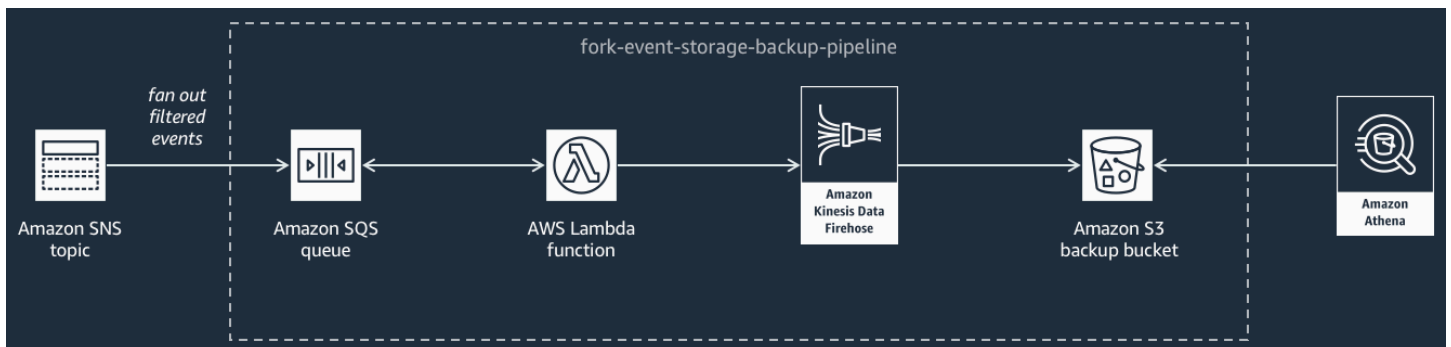 fork-event-storage-backup-pipeline
fan out
filtered
events
Amazon SNS
topic
Amazon SQS
queue
AWS Lambda
function
Amazon
Kinesis Data
Firehose
Amazon S3
backup bucket
Amazon
Athena